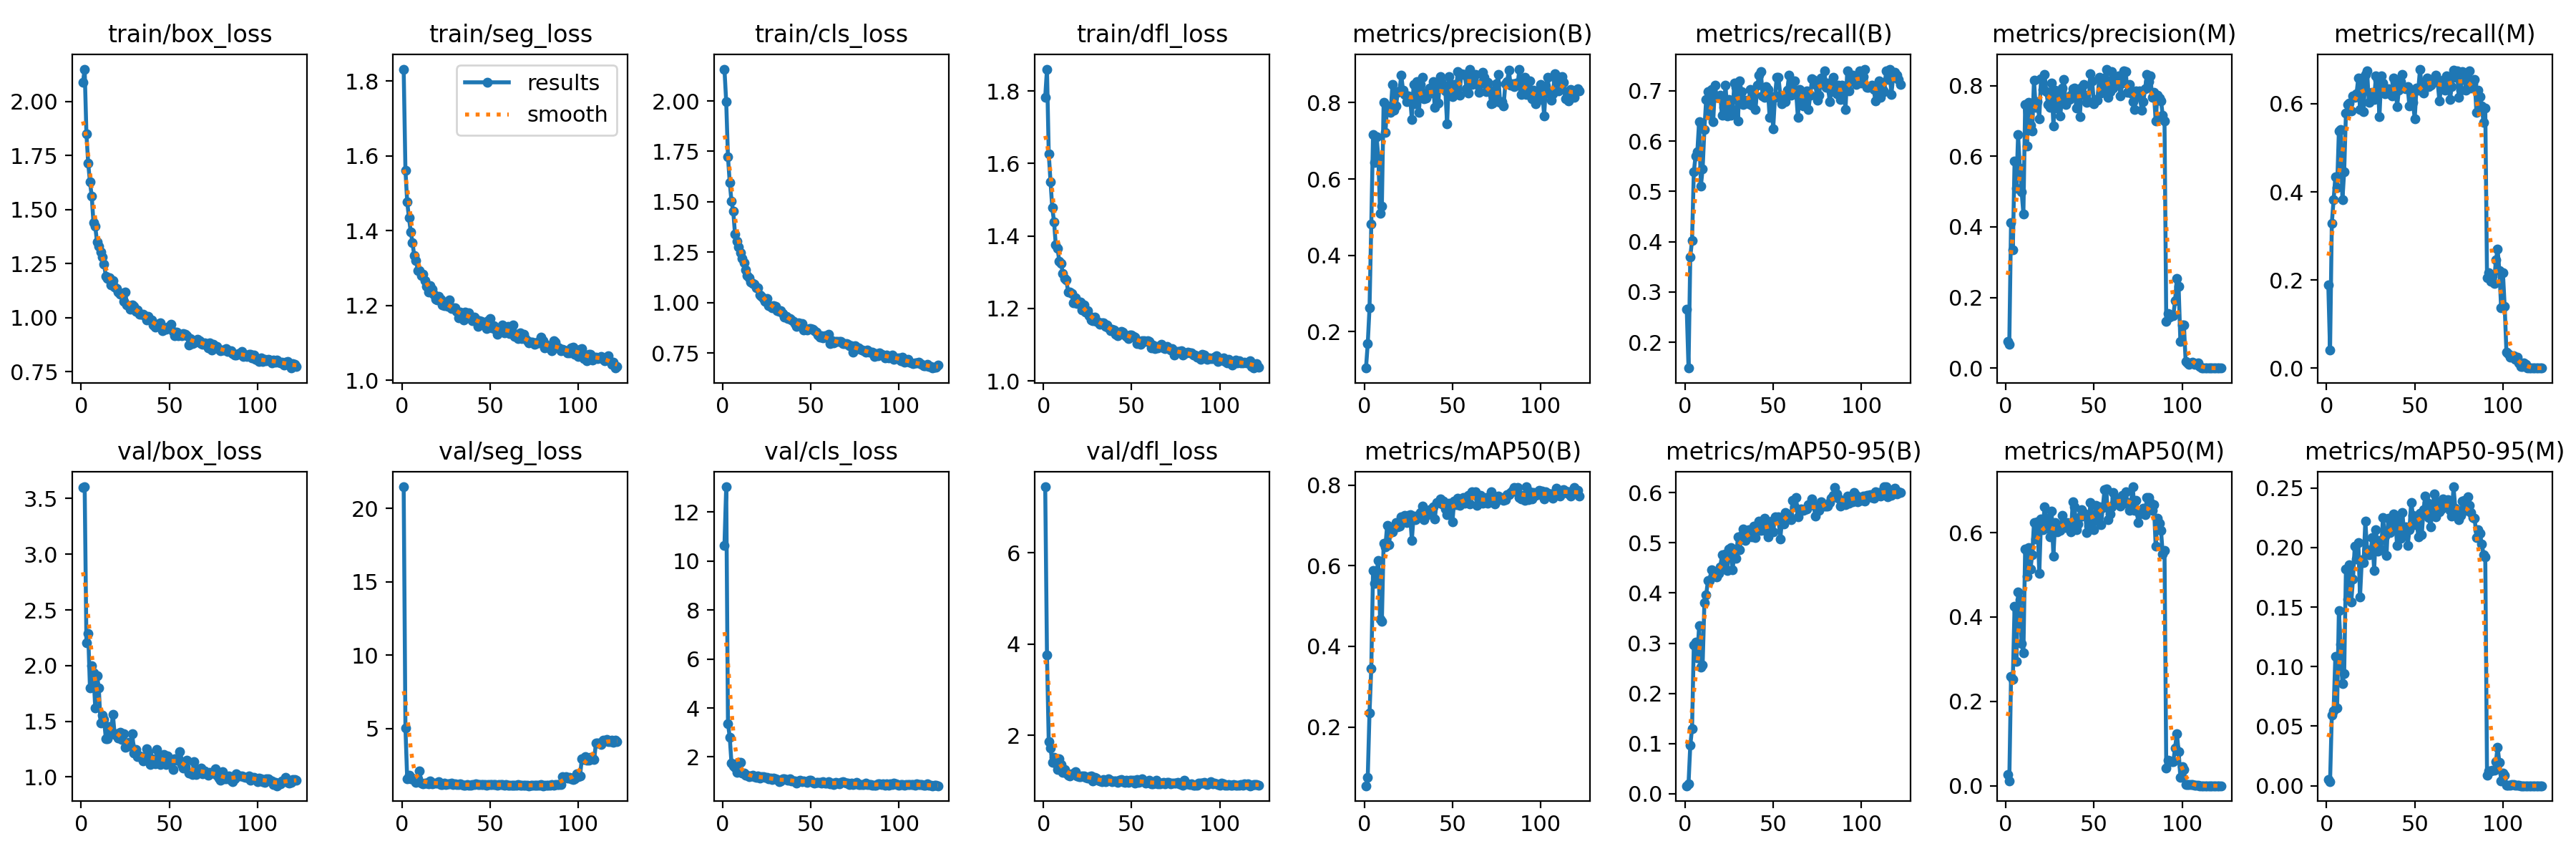 train/box_loss
2.00
1.75
1.50
1.25
1.00
0.75
0 50 100
train/seg_loss
results
smooth
1.8
1.6
1.4
1.2
1.0
0 50 100
train/cls_loss
2.00
1.75
1.50
1.25
1.00
0.75
0 50 100
train/dfl_loss
1.8
1.6
1.4
1.2
1.0
0 50 100
metrics/precision(B)
0.8
0.6
0.4
0.2
0 50 100
metrics/recall(B)
0.7
0.6
0.5
0.4
0.3
0.2
0 50 100
metrics/precision(M)
0.8
0.6
0.4
0.2
0.0
0 50 100
metrics/recall(M)
0.6
0.4
0.2
0.0
0 50 100
val/box_loss
3.5
3.0
2.5
2.0
1.5
1.0
0 50 100
val/seg_loss
20
15
10
5
0 50 100
val/cls_loss
12
10
8
6
4
2
0 50 100
val/dfl_loss
6
4
2
0 50 100
metrics/mAP50(B)
0.8
0.6
0.4
0.2
0 50 100
metrics/mAP50-95(B)
0.6
0.5
0.4
0.3
0.2
0.1
0.0
0 50 100
metrics/mAP50(M)
0.6
0.4
0.2
0.0
0 50 100
metrics/mAP50-95(M)
0.25
0.20
0.15
0.10
0.05
0.00
0 50 100